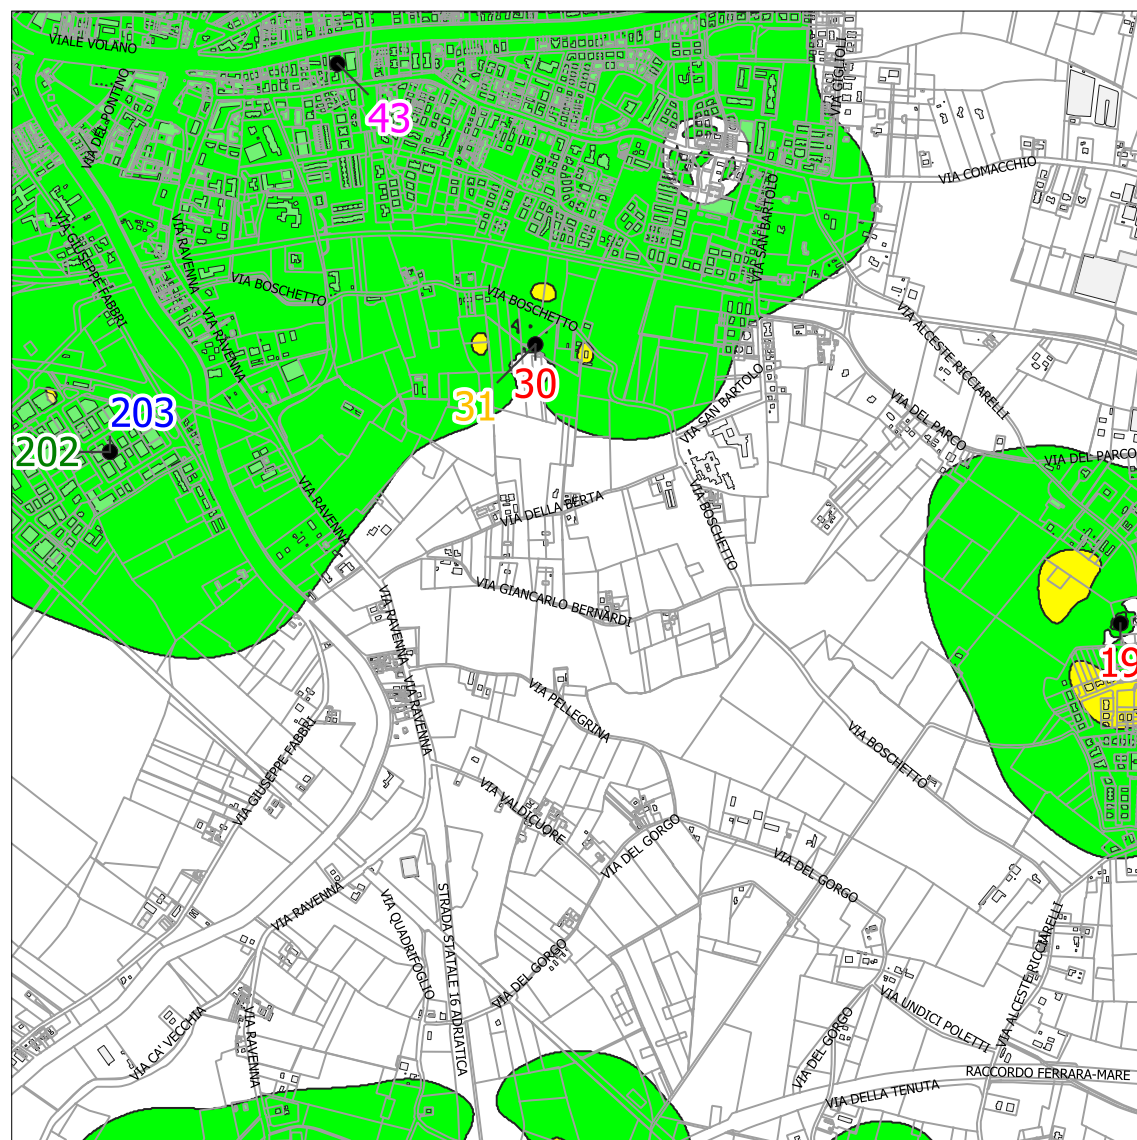 VIALE VOLANO
43
VIA DEL PONTINO
VIA GIGLIOLI
VIA COMACCHIO
VIA SAN BARTOLO
VIA GIUSEPPE FABBRI
VIA RAVENNA
VIA BOSCHETTO
VIA BOSCHETTO
VIA RAVENNA
VIA ALCESTE RICCIARELLI
30
31
203
202
VIA SAN BARTOLO
VIA DEL PARCO
VIA DEL PARCO
VIA RAVENNA
VIA DELLA BERTA
VIA BOSCHETTO
VIA GIANCARLO BERNARDI
VIA RAVENNA
19
VIA RAVENNA
VIA PELLEGRINA
VIA GIUSEPPE FABBRI
VIA BOSCHETTO
VIA VALDICUORE
VIA DEL GORGO
VIA DEL GORGO
VIA RAVENNA
VIA QUADRIFOGLIO
STRADA STATALE 16 ADRIATICA
VIA DEL GORGO
VIA ALCESTE RICCIARELLI
VIA CA' VECCHIA
VIA RAVENNA
VIA DEL GORGO
VIA UNDICI POLETTI
RACCORDO FERRARA-MARE
VIA DELLA TENUTA